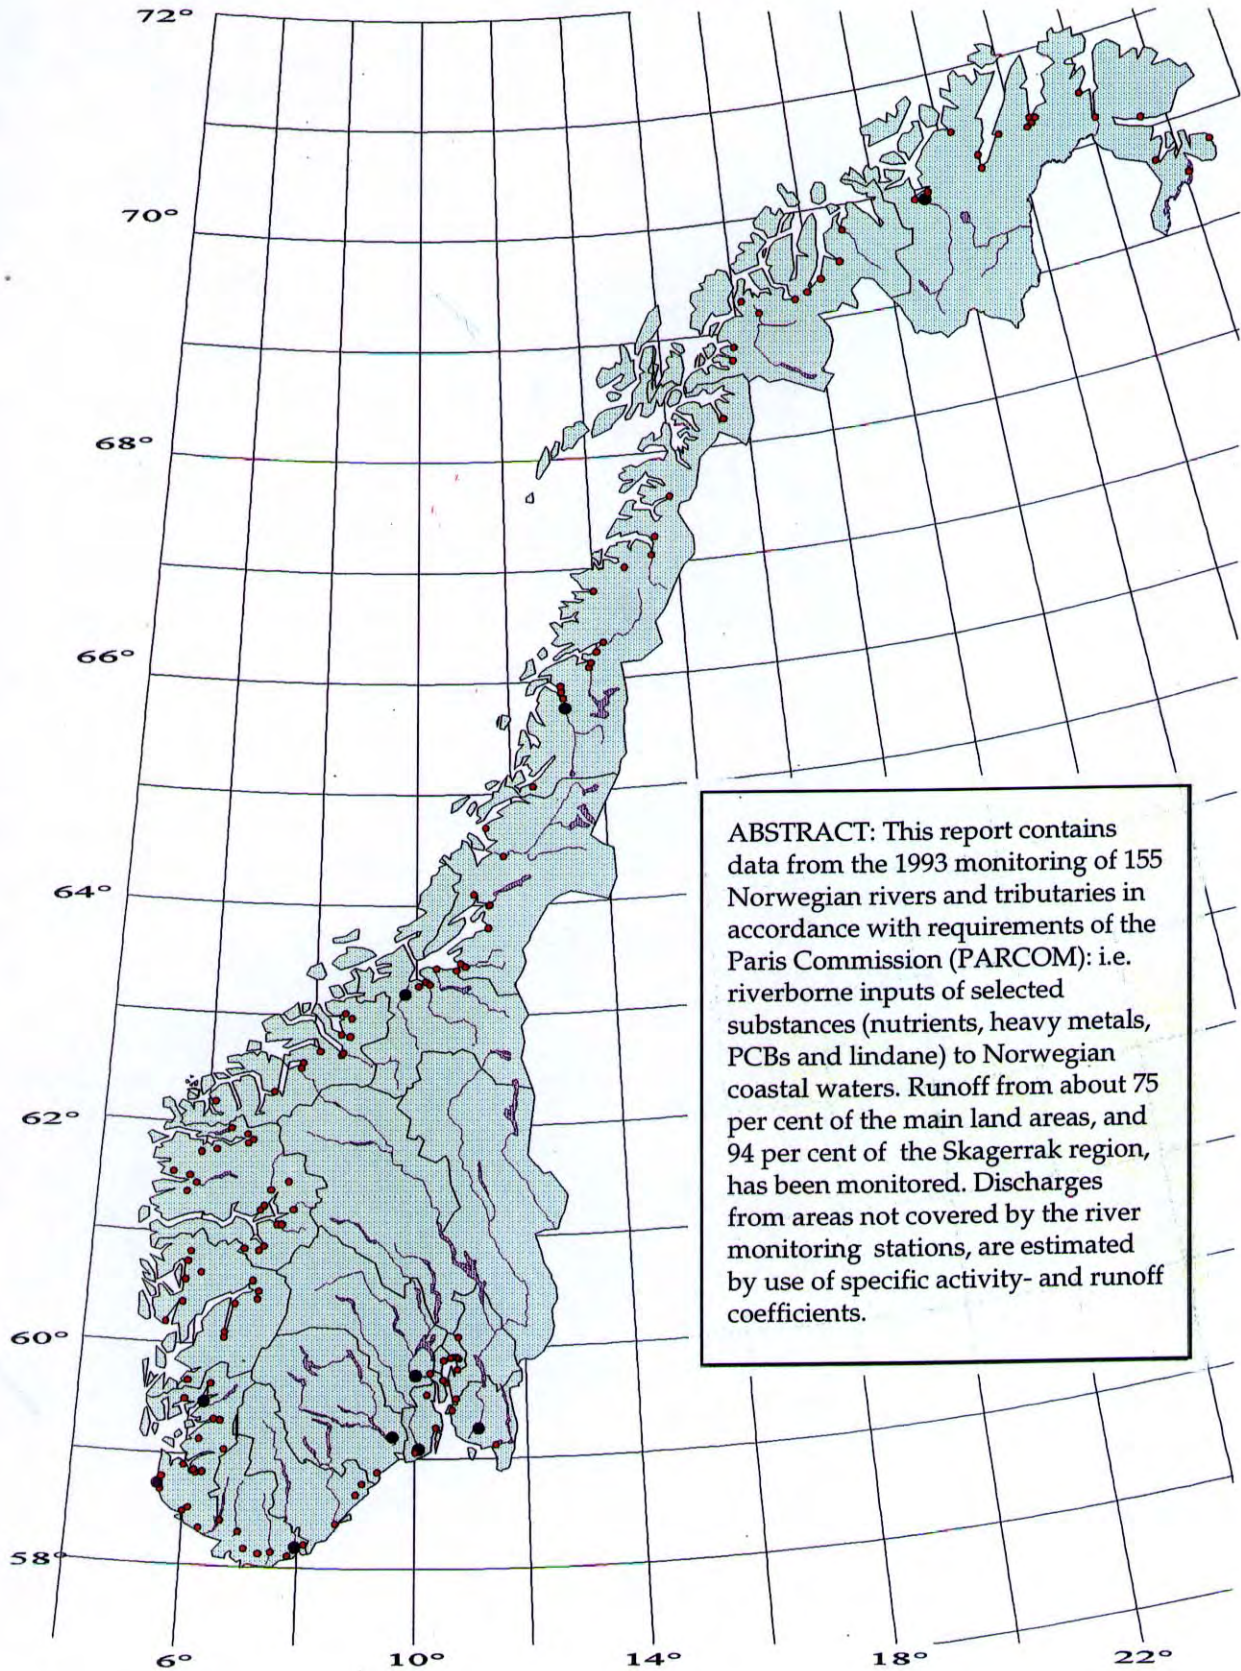 72°
70°
68°
66°
64°
62°
60°
58°
ABSTRACT: This report contains
data from the 1993 monitoring of 155
Norwegian rivers and tributaries in
accordance with requirements of the
Paris Commission (PARCOM): i.e.
riverborne inputs of selected
substances (nutrients, heavy metals,
PCBs and lindane) to Norwegian
coastal waters. Runoff from about 75
per cent of the main land areas, and
94 per cent of the Skagerrak region,
has been monitored. Discharges
from areas not covered by the river
monitoring stations, are estimated
by use of specific activity- and runoff
coefficients.
6° 10° 14° 18° 22°